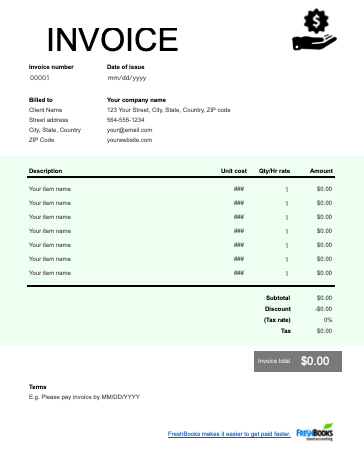 INVOICE
Invoice number Date of issue
00001 mm/dd/yyyy
Billed to Your company name
Client Name 123 Your Street, City, State, Country, ZIP code
Street address 564-555-1234
City, State, Country your@email.com
ZIP Code yourwebsite.com
Description Unit cost Qty/Hr rate Amount
Your item name ### 1 $0.00
Your item name ### 1 $0.00
Your item name ### 1 $0.00
Your item name ### 1 $0.00
Your item name ### 1 $0.00
Your item name ### 1 $0.00
Your item name ### 1 $0.00
Subtotal $0.00
Discount -$0.00
(Tax rate) 0%
Tax $0.00
Invoice total $0.00
Terms
E.g. Please pay invoice by MM/DD/YYYY
FreshBooks makes it easier to get paid faster. FRESHBOOKS
cloud accounting